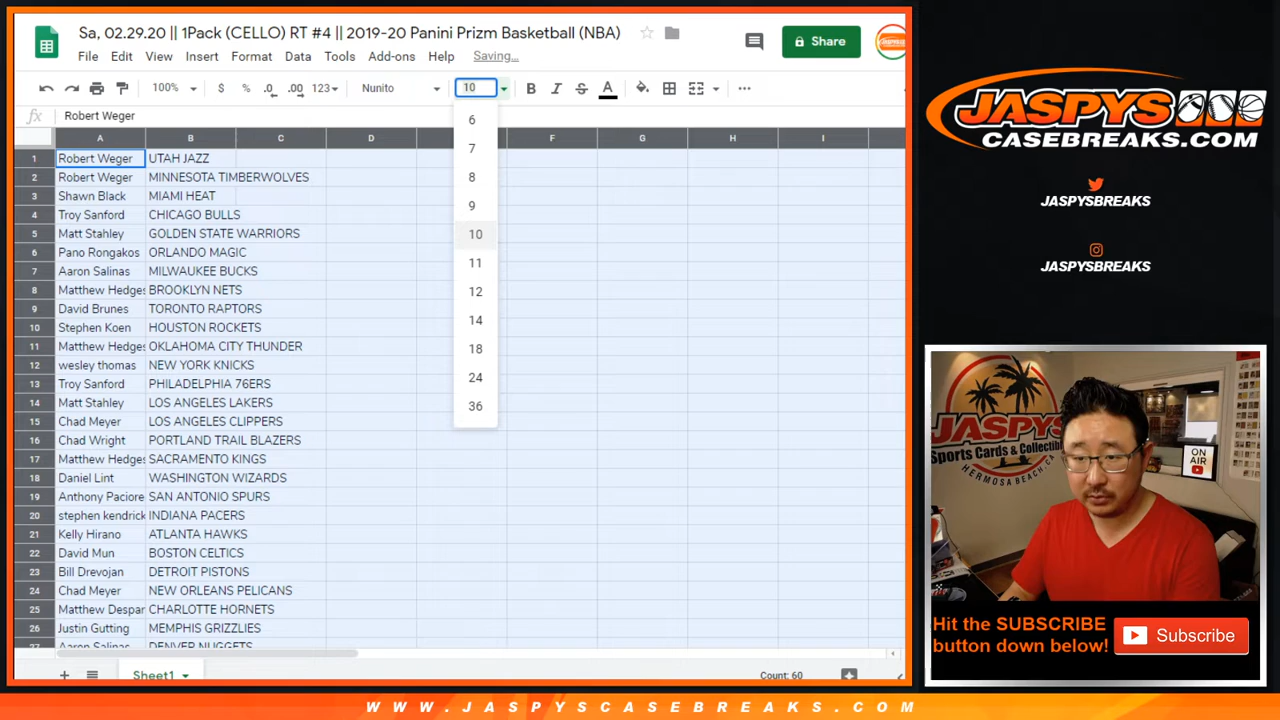 Sa, 02.29.20 || 1Pack (CELLO) RT #4 || 2019-20 Panini Prizm Basketball (NBA)
File Edit View Insert Format Data Tools Add-ons Help Saving...
Share
100% $ % .0 .00 123 Nunito 10 B I S A
fx Robert Weger
A B C D F G H I
1 Robert Weger UTAH JAZZ
2 Robert Weger MINNESOTA TIMBERWOLVES
3 Shawn Black MIAMI HEAT
4 Troy Sanford CHICAGO BULLS
5 Matt Stahley GOLDEN STATE WARRIORS
6 Pano Rongakos ORLANDO MAGIC
7 Aaron Salinas MILWAUKEE BUCKS
8 Matthew Hedges BROOKLYN NETS
9 David Brunes TORONTO RAPTORS
10 Stephen Koen HOUSTON ROCKETS
11 Matthew Hedges OKLAHOMA CITY THUNDER
12 wesley thomas NEW YORK KNICKS
13 Troy Sanford PHILADELPHIA 76ERS
14 Matt Stahley LOS ANGELES LAKERS
15 Chad Meyer LOS ANGELES CLIPPERS
16 Chad Wright PORTLAND TRAIL BLAZERS
17 Matthew Hedges SACRAMENTO KINGS
18 Daniel Lint WASHINGTON WIZARDS
19 Anthony Paciore SAN ANTONIO SPURS
20 stephen kendrick INDIANA PACERS
21 Kelly Hirano ATLANTA HAWKS
22 David Mun BOSTON CELTICS
23 Bill Drevojan DETROIT PISTONS
24 Chad Meyer NEW ORLEANS PELICANS
25 Matthew Despar CHARLOTTE HORNETS
26 Justin Gutting MEMPHIS GRIZZLIES
27 Aaron Salinas DENVER NUGGETS
6
7
8
9
10
11
12
14
18
24
36
Sheet1
Count: 60
JASPYS
CASEBREAKS.COM
JASPYSBREAKS
JASPYSBREAKS
JASPYS
Sports Cards & Collectibles
HERMOSA BEACH, CA
ON
AIR
Hit the SUBSCRIBE
button down below!
Subscribe
WWW.JASPYSCASEBREAKS.COM